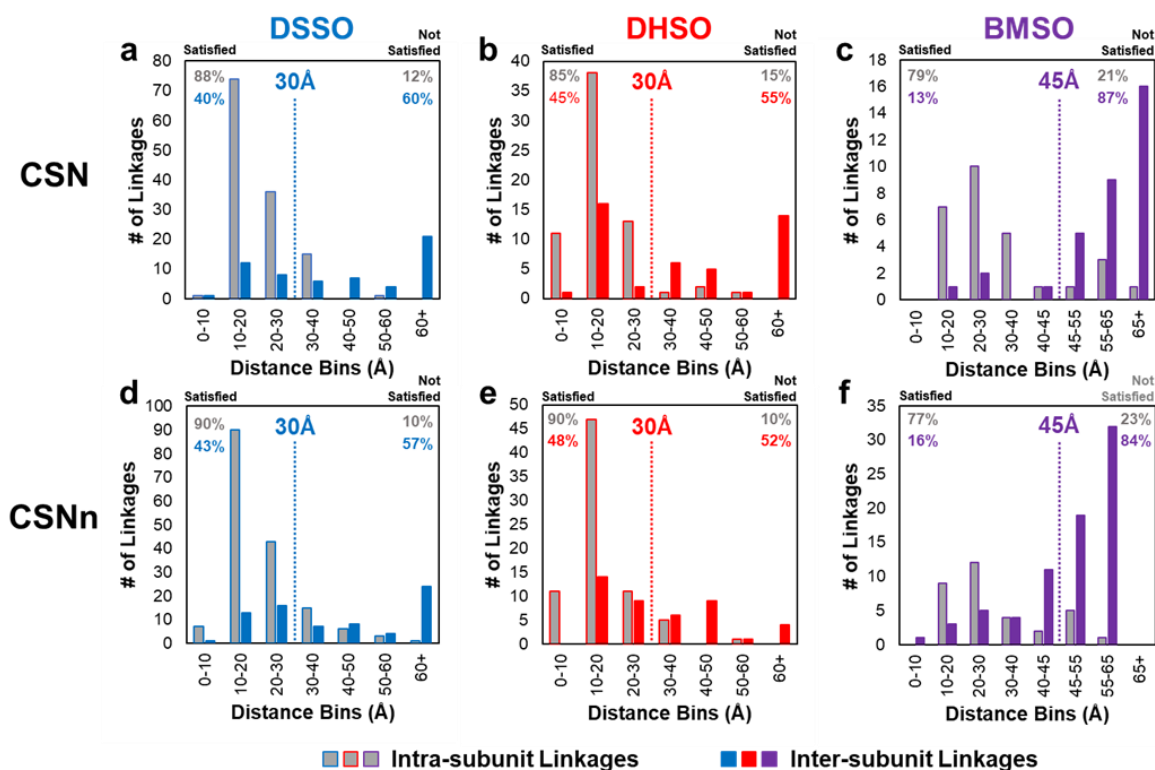 DSSO DHSO BMSO
CSN
a
Satisfied
Not
Satisfied
88% 12%
40% 60%
30Å
# of Linkages
80
70
60
50
40
30
20
10
0
0-10 10-20 20-30 30-40 40-50 50-60 60+
Distance Bins (Å)
b
Satisfied
Not
Satisfied
85% 15%
45% 55%
30Å
# of Linkages
40
35
30
25
20
15
10
5
0
0-10 10-20 20-30 30-40 40-50 50-60 60+
Distance Bins (Å)
c
Satisfied
Not
Satisfied
79% 21%
13% 87%
45Å
# of Linkages
18
16
14
12
10
8
6
4
2
0
0-10 10-20 20-30 30-40 40-45 45-55 55-65 65+
Distance Bins (Å)
CSNn
d
Satisfied
Not
Satisfied
90% 10%
43% 57%
30Å
# of Linkages
100
90
80
70
60
50
40
30
20
10
0
0-10 10-20 20-30 30-40 40-50 50-60 60+
Distance Bins (Å)
e
Satisfied
Not
Satisfied
90% 10%
48% 52%
30Å
# of Linkages
50
45
40
35
30
25
20
15
10
5
0
0-10 10-20 20-30 30-40 40-50 50-60 60+
Distance Bins (Å)
f
Satisfied
Not
Satisfied
77% 23%
16% 84%
45Å
# of Linkages
35
30
25
20
15
10
5
0
0-10 10-20 20-30 30-40 40-45 45-55 55-65 65+
Distance Bins (Å)
Intra-subunit Linkages Inter-subunit Linkages